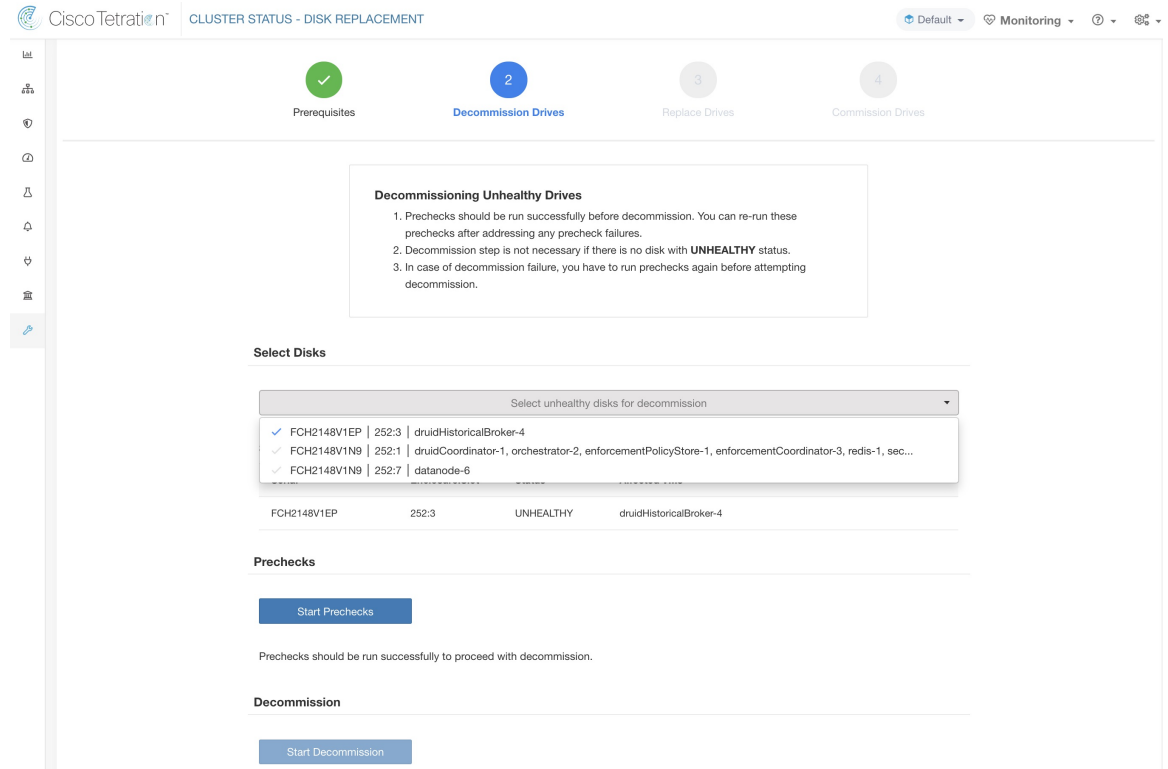 Cisco Tetration™
CLUSTER STATUS - DISK REPLACEMENT
Default
Monitoring
2
3
4
Prerequisites
Decommission Drives
Replace Drives
Commission Drives
Decommissioning Unhealthy Drives
1. Prechecks should be run successfully before decommission. You can re-run these
prechecks after addressing any precheck failures.
2. Decommission step is not necessary if there is no disk with UNHEALTHY status.
3. In case of decommission failure, you have to run prechecks again before attempting
decommission.
Select Disks
Select unhealthy disks for decommission
FCH2148V1EP | 252:3 | druidHistoricalBroker-4
FCH2148V1N9 | 252:1 | druidCoordinator-1, orchestrator-2, enforcementPolicyStore-1, enforcementCoordinator-3, redis-1, sec...
FCH2148V1N9 | 252:7 | datanode-6
FCH2148V1EP 252:3 UNHEALTHY druidHistoricalBroker-4
Prechecks
Start Prechecks
Prechecks should be run successfully to proceed with decommission.
Decommission
Start Decommission